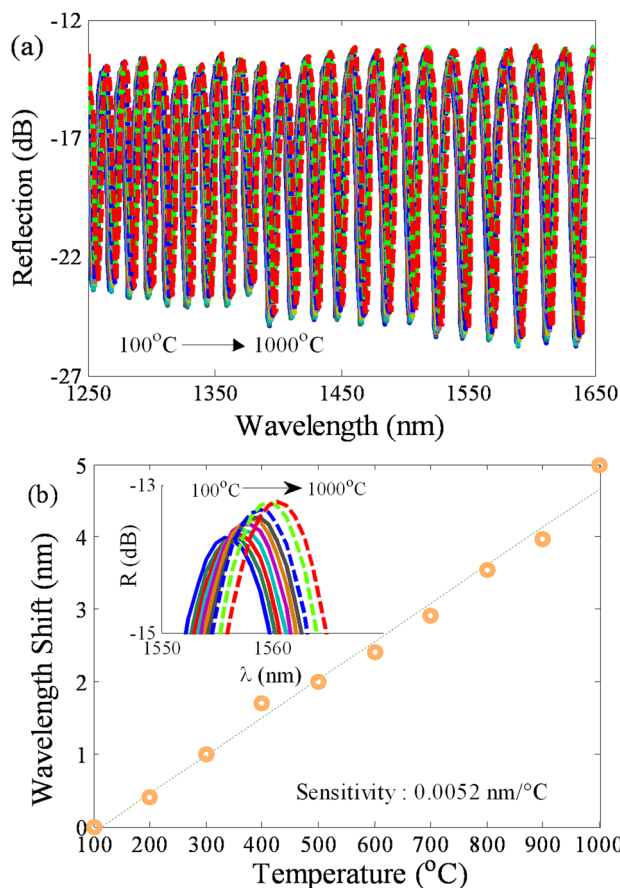 (a)
Reflection (dB)
-12
-17
-22
-27
100°C 1000°C
1250 1350 1450 1550 1650
Wavelength (nm)
(b)
Wavelength Shift (nm)
5
4
3
2
1
0
100°C 1000°C
R (dB)
-13
-15
1550 1560
λ (nm)
Sensitivity : 0.0052 nm/°C
100 200 300 400 500 600 700 800 900 1000
Temperature (°C)